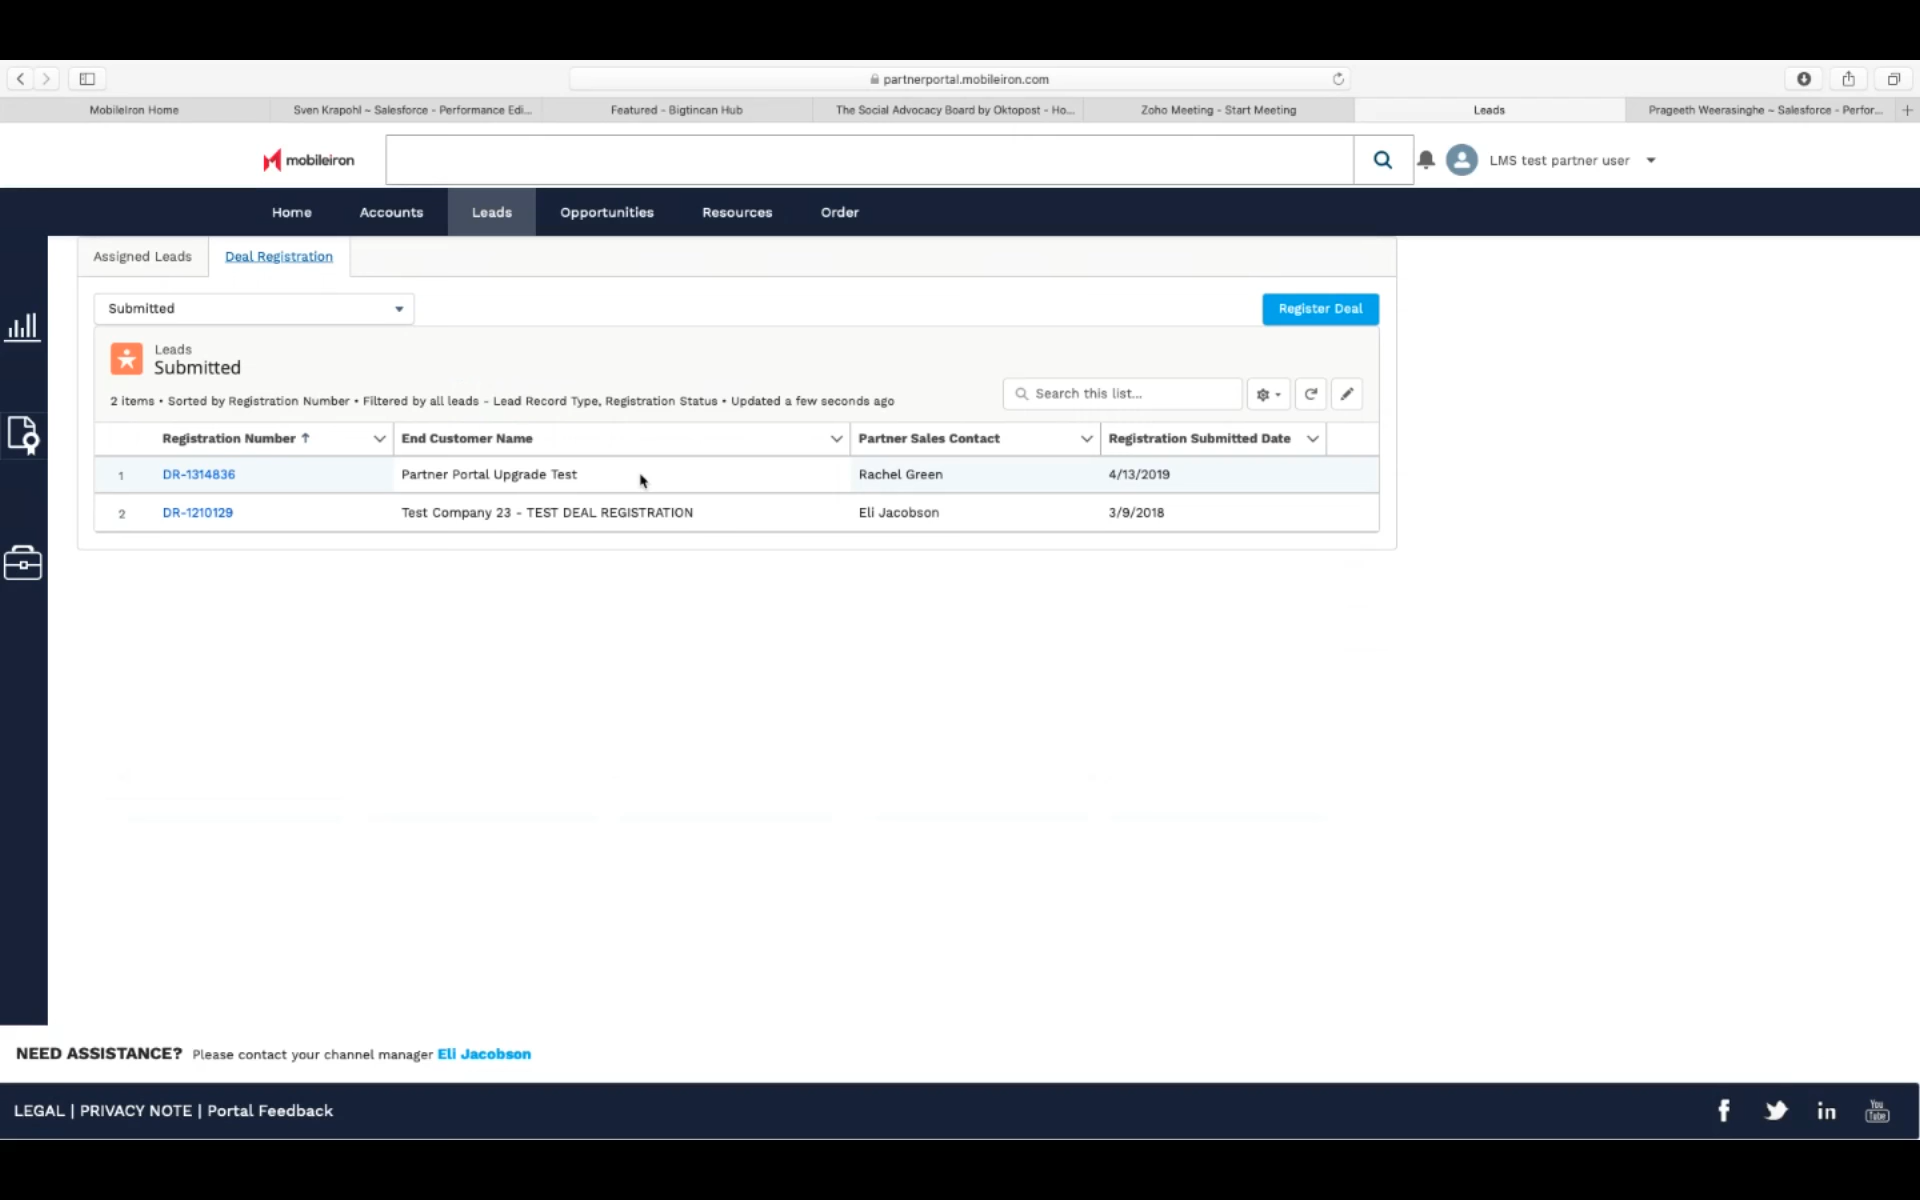 partnerportal.mobileiron.com
MobileIron Home
Sven Krapohl ~ Salesforce - Performance Edi...
Featured - Bigtincan Hub
The Social Advocacy Board by Oktopost - Ho...
Zoho Meeting - Start Meeting
Leads
Prageeth Weerasinghe ~ Salesforce - Perfor...
mobileiron
LMS test partner user
Home Accounts Leads Opportunities Resources Order
Assigned Leads Deal Registration
Submitted
Register Deal
Leads
Submitted
2 items • Sorted by Registration Number • Filtered by all leads - Lead Record Type, Registration Status • Updated a few seconds ago
Search this list...
Registration Number End Customer Name Partner Sales Contact Registration Submitted Date
1 DR-1314836 Partner Portal Upgrade Test Rachel Green 4/13/2019
2 DR-1210129 Test Company 23 - TEST DEAL REGISTRATION Eli Jacobson 3/9/2018
NEED ASSISTANCE? Please contact your channel manager Eli Jacobson
LEGAL | PRIVACY NOTE | Portal Feedback
You Tube